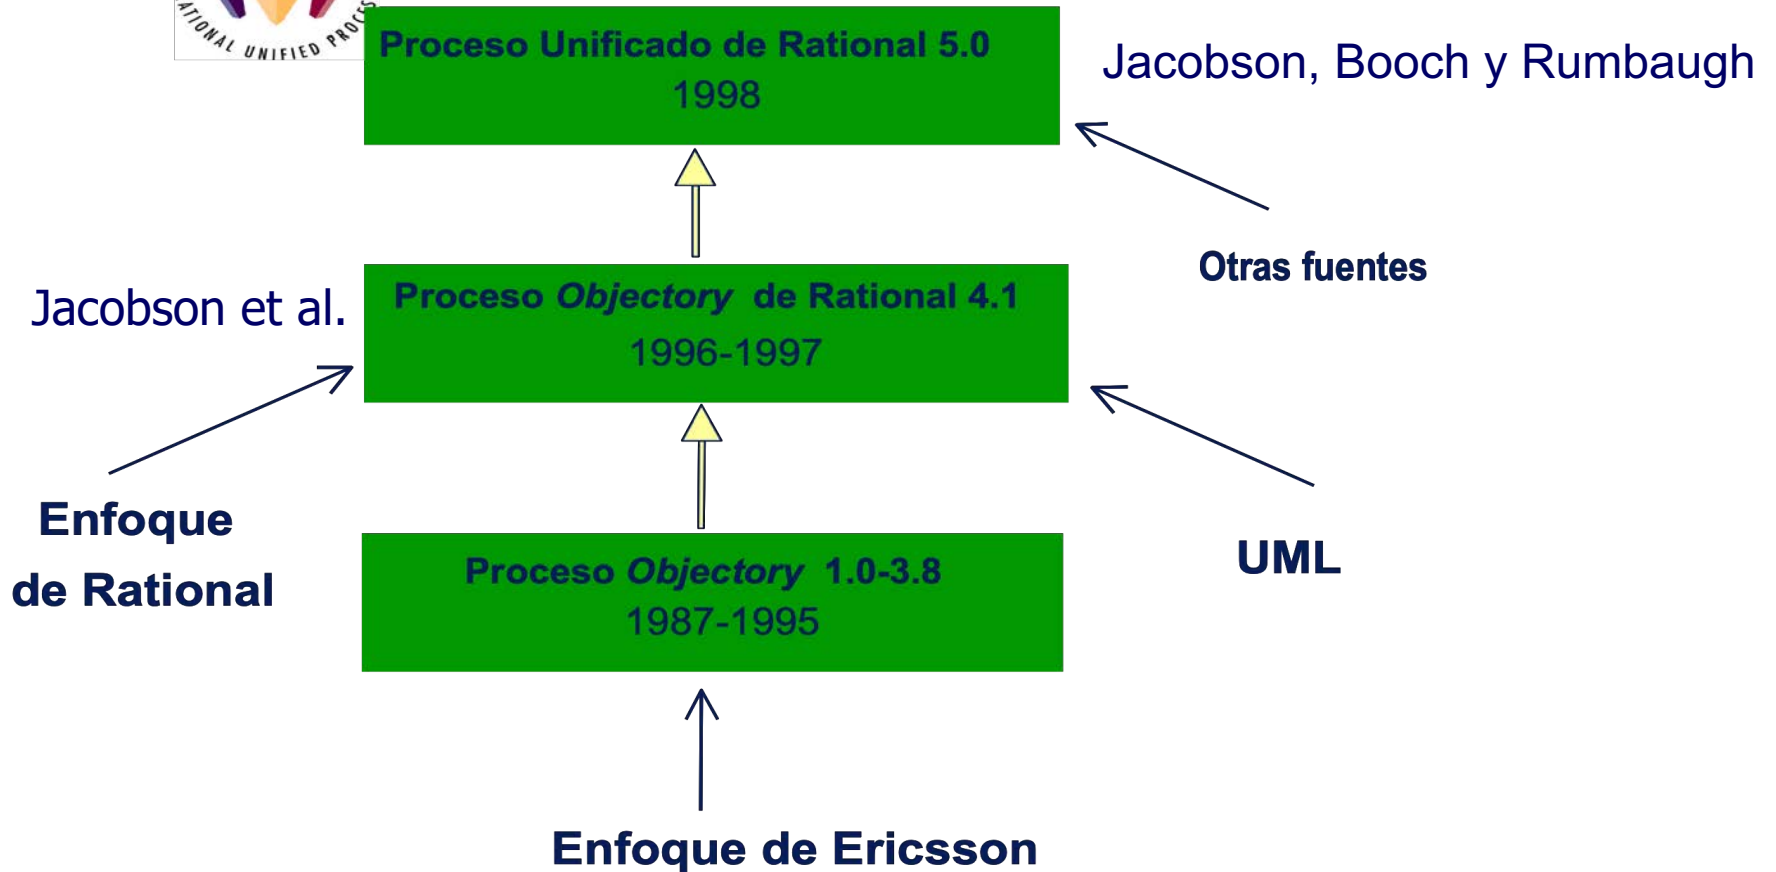 RATIONAL UNIFIED PROCES
Proceso Unificado de Rational 5.0
1998
Jacobson, Booch y Rumbaugh
Otras fuentes
Jacobson et al.
Proceso Objectory de Rational 4.1
1996-1997
Enfoque
de Rational
UML
Proceso Objectory 1.0-3.8
1987-1995
Enfoque de Ericsson